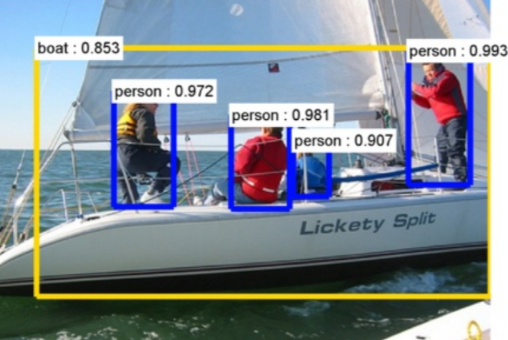 boat : 0.853
person : 0.993
person : 0.972
person : 0.981
person : 0.907
Lickety Split